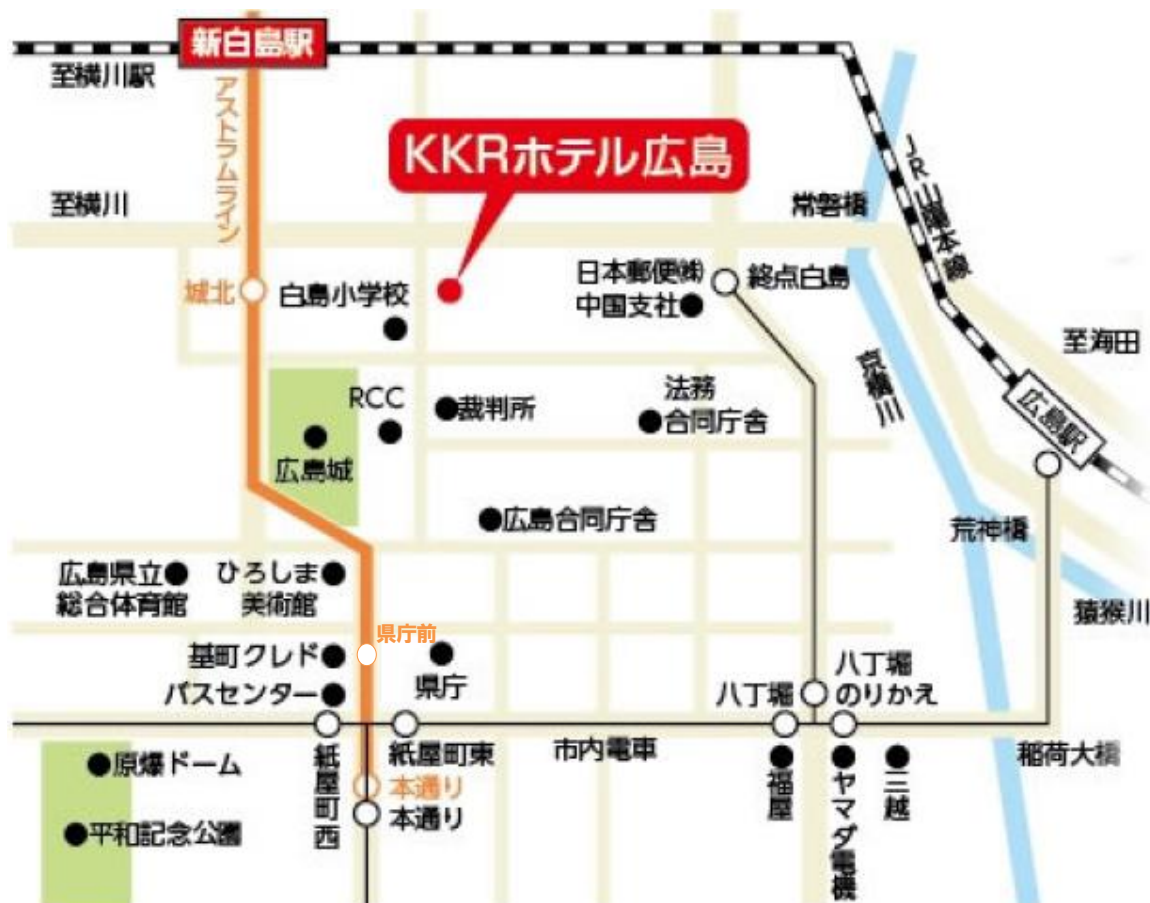 新白島駅
至横川駅
アストラムライン
KKRホテル広島
JR山陽本線
至横川
常磐橋
城北
白島小学校
日本郵便㈱
中国支社
終点白島
至海田
京橋川
RCC
裁判所
法務
合同庁舎
広島駅
広島城
広島合同庁舎
荒神橋
広島県立
総合体育館
ひろしま
美術館
猿猴川
県庁前
基町クレド
県庁
バスセンター
八丁堀
八丁堀
のりかえ
紙屋町西
紙屋町東
市内電車
稲荷大橋
原爆ドーム
本通り
本通り
福屋
ヤマダ電機
三越
平和記念公園